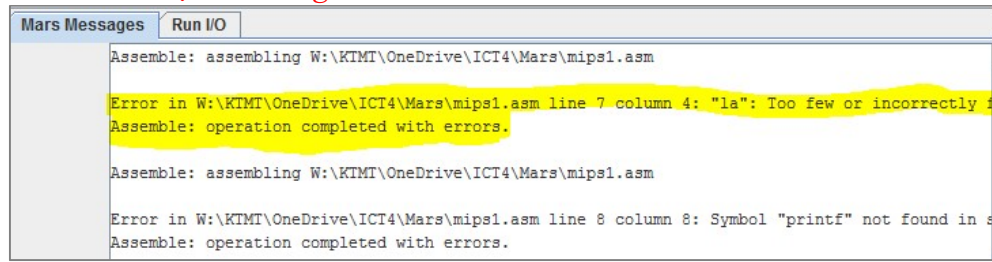 Mars Messages Run I/O
Assemble: assembling W:\KTMT\OneDrive\ICT4\Mars\mips1.asm
Error in W:\KTMT\OneDrive\ICT4\Mars\mips1.asm line 7 column 4: "la": Too few or incorrectly
Assemble: operation completed with errors.
Assemble: assembling W:\KTMT\OneDrive\ICT4\Mars\mips1.asm
Error in W:\KTMT\OneDrive\ICT4\Mars\mips1.asm line 8 column 8: Symbol "printf" not found in
Assemble: operation completed with errors.